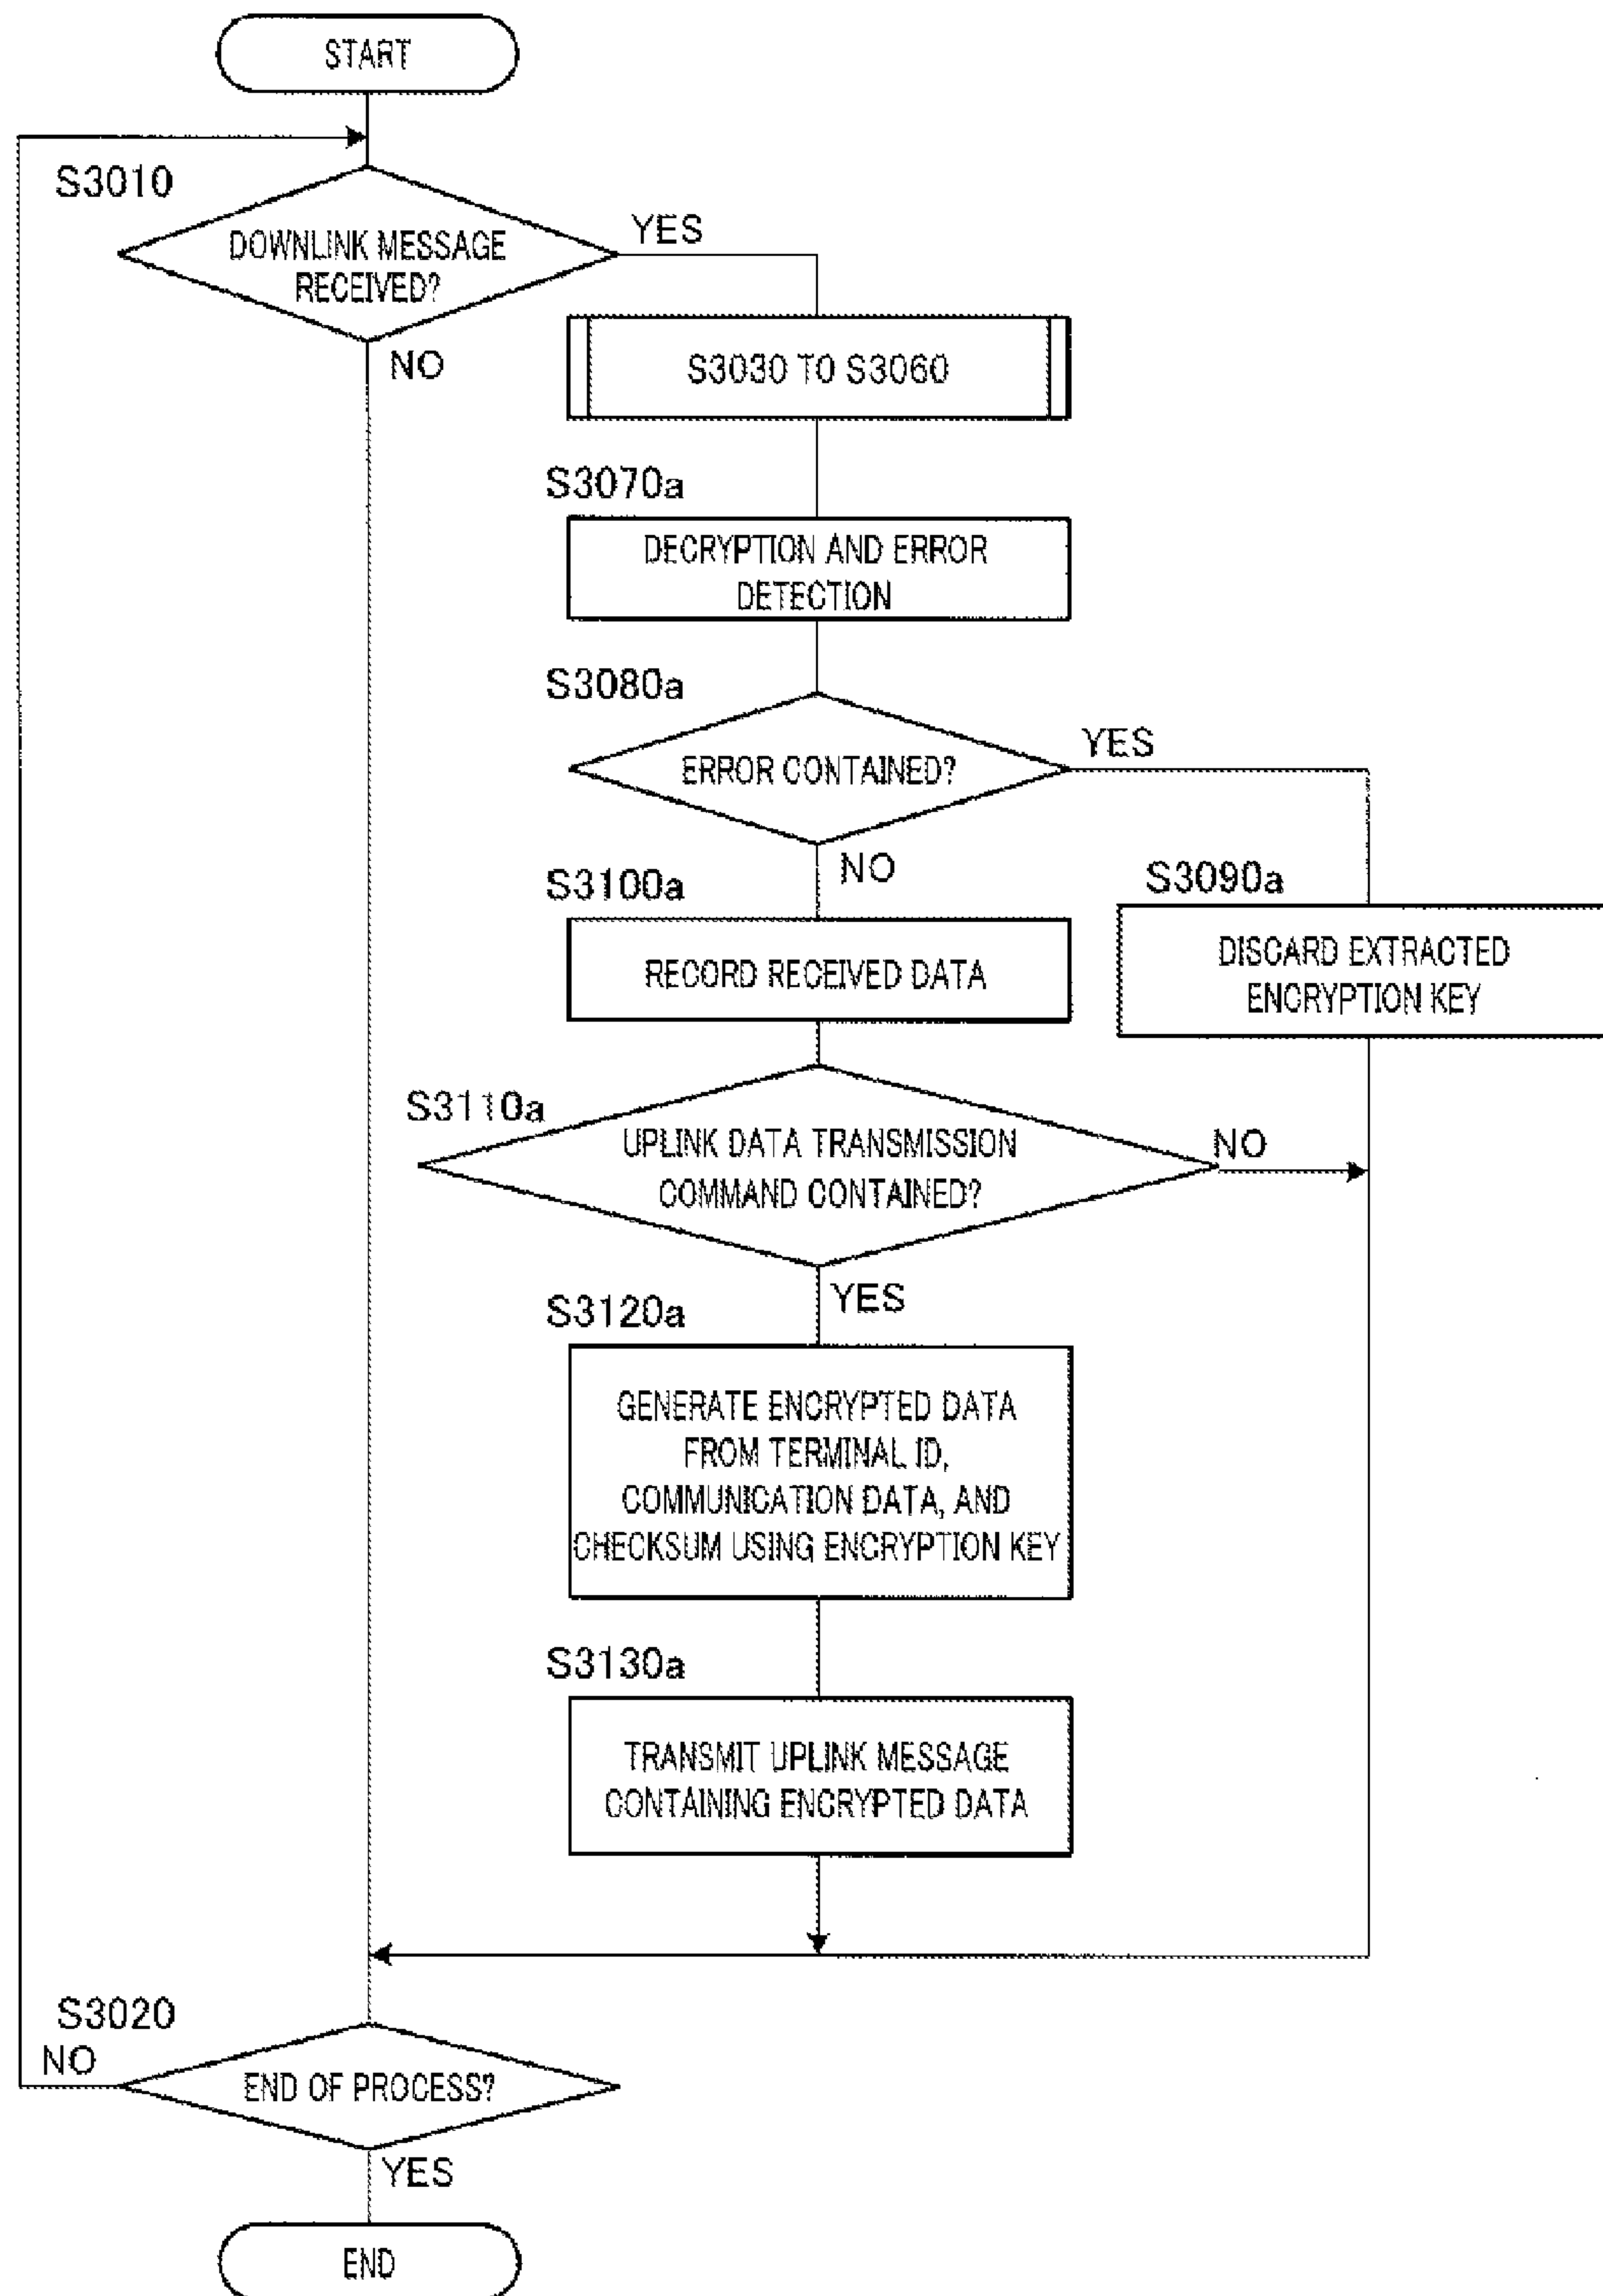 START
S3010
DOWNLINK MESSAGE
RECEIVED?
YES
NO
S3030 TO S3060
S3070a
DECRYPTION AND ERROR
DETECTION
S3080a
ERROR CONTAINED?
YES
NO
S3090a
DISCARD EXTRACTED
ENCRYPTION KEY
S3100a
RECORD RECEIVED DATA
S3110a
UPLINK DATA TRANSMISSION
COMMAND CONTAINED?
NO
YES
S3120a
GENERATE ENCRYPTED DATA
FROM TERMINAL ID,
COMMUNICATION DATA, AND
CHECKSUM USING ENCRYPTION KEY
S3130a
TRANSMIT UPLINK MESSAGE
CONTAINING ENCRYPTED DATA
S3020
NO
END OF PROCESS?
YES
END